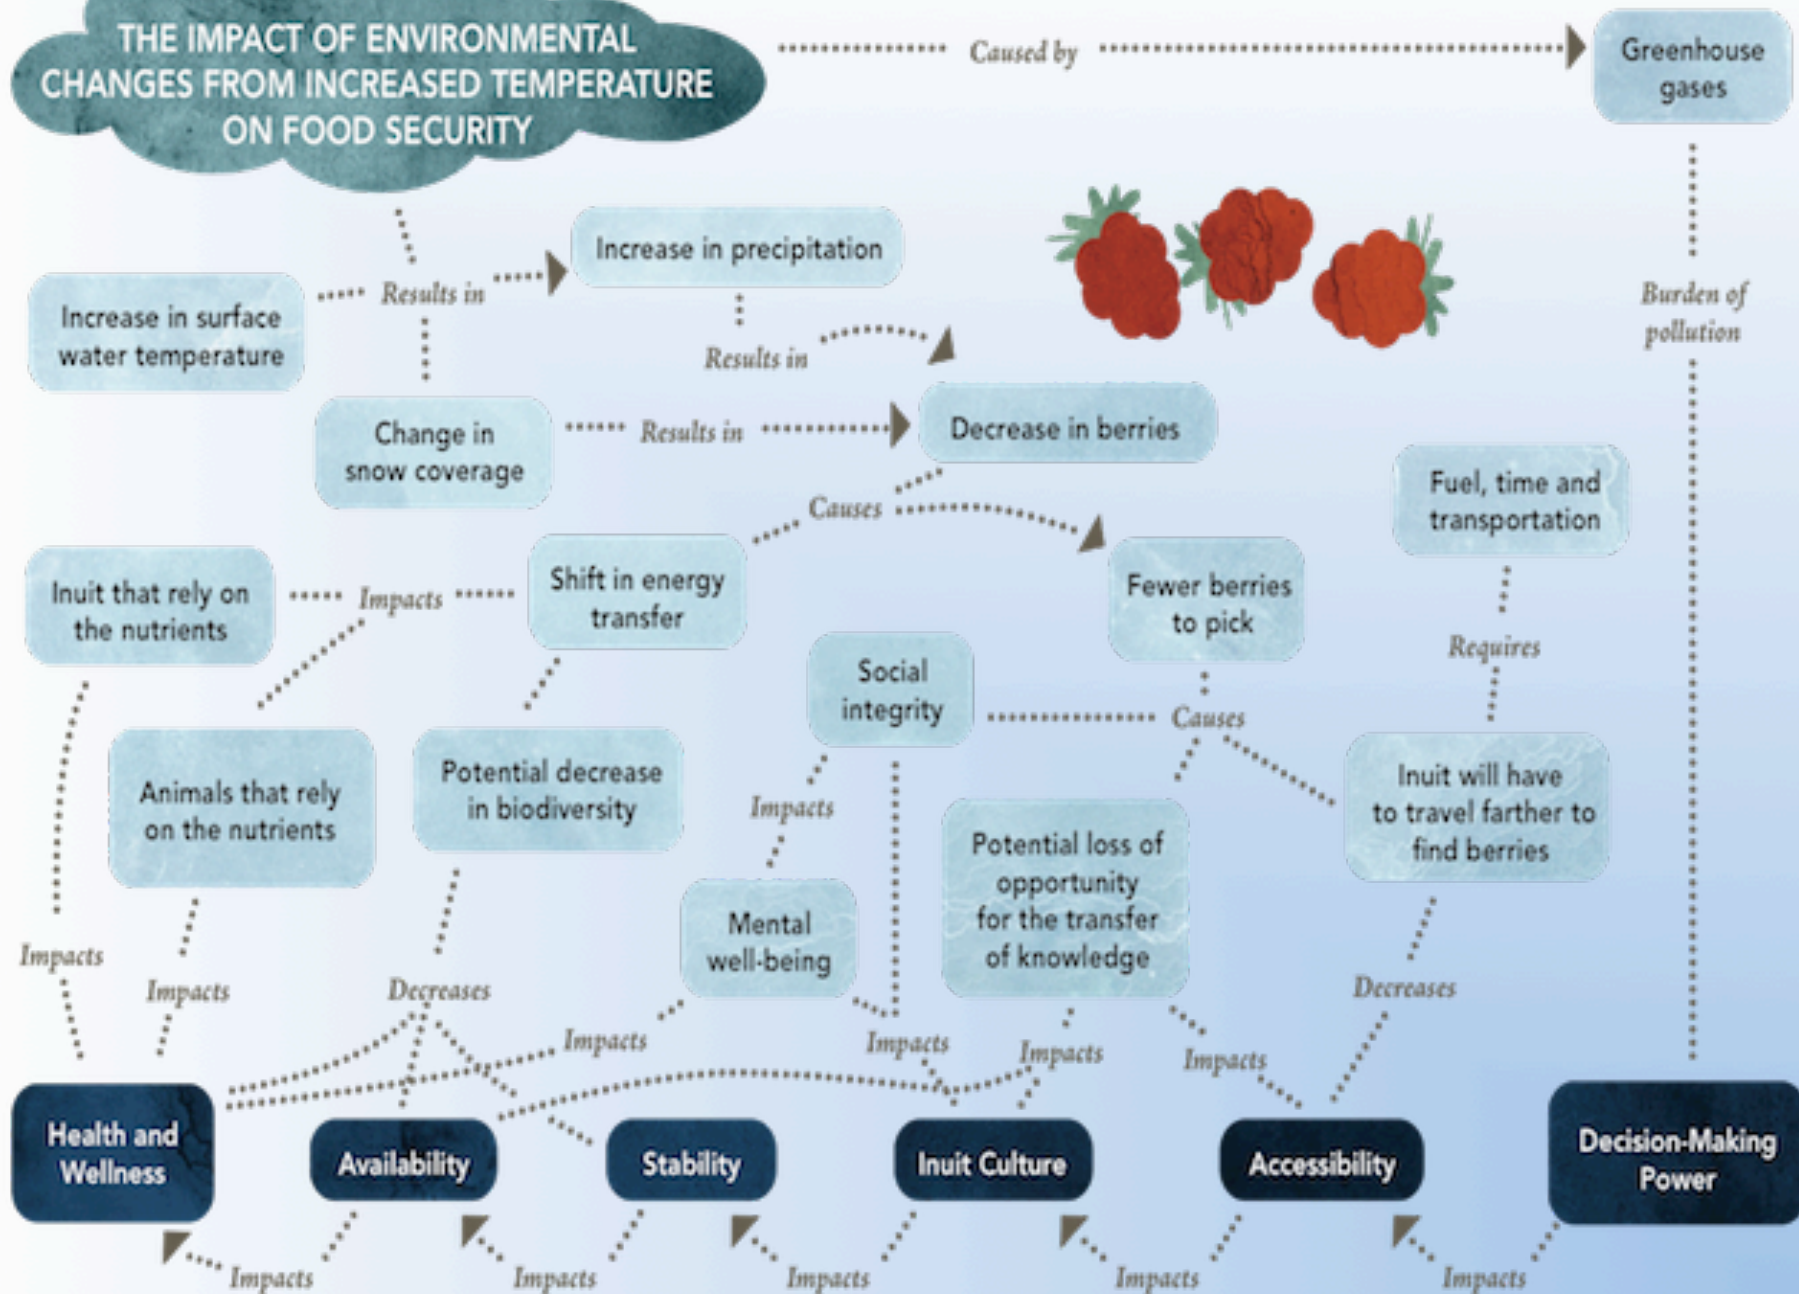 THE IMPACT OF ENVIRONMENTAL
CHANGES FROM INCREASED TEMPERATURE
ON FOOD SECURITY
Caused by
Greenhouse
gases
Increase in precipitation
Results in
Increase in surface
water temperature
Burden of
pollution
Results in
Change in
snow coverage
Results in
Decrease in berries
Fuel, time and
transportation
Causes
Inuit that rely on
the nutrients
Impacts
Shift in energy
transfer
Fewer berries
to pick
Requires
Social
integrity
Causes
Animals that rely
on the nutrients
Potential decrease
in biodiversity
Impacts
Inuit will have
to travel farther to
find berries
Potential loss of
opportunity
for the transfer
of knowledge
Mental
well-being
Impacts
Impacts
Decreases
Decreases
Impacts
Impacts
Impacts
Impacts
Health and
Wellness
Availability
Stability
Inuit Culture
Accessibility
Decision-Making
Power
Impacts
Impacts
Impacts
Impacts
Impacts